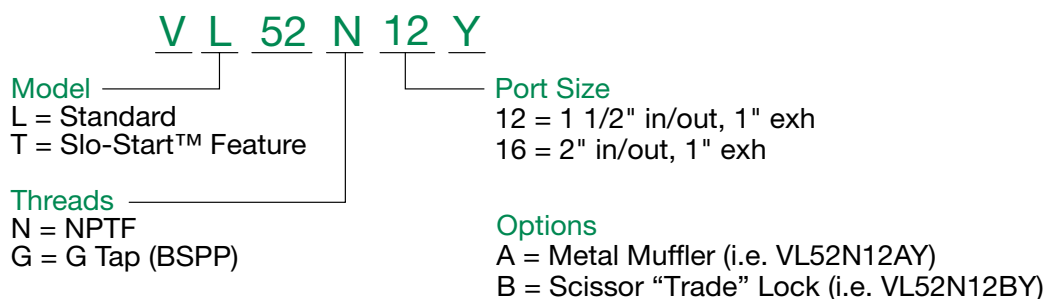 V L 52 N 12 Y
Model
L = Standard
T = Slo-Start™ Feature
Threads
N = NPTF
G = G Tap (BSPP)
Port Size
12 = 1 1/2" in/out, 1" exh
16 = 2" in/out, 1" exh
Options
A = Metal Muffler (i.e. VL52N12AY)
B = Scissor “Trade” Lock (i.e. VL52N12BY)